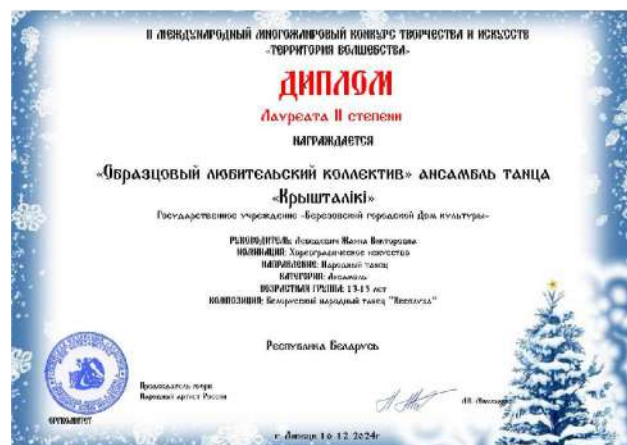 II МЕЖДУНАРОДНЫЙ МНОГОЖАНРОВЫЙ КОНКУРС ТВОРЧЕСТВА И ИСКУССТВ
«ТЕРРИТОРИЯ ВОЛШЕБСТВА»
ДИПЛОМ
Лауреата II степени
НАГРАЖДАЕТСЯ
«Образцовый любительский коллектив» ансамбль танца
«Крышталікі»
Государственное учреждение «Березовский городской Дом культуры»
РУКОВОДИТЕЛЬ: Жанна Викторовна
НОМИНАЦИЯ: Хореографическое искусство
НАПРАВЛЕНИЕ: Народный танец
КАТЕГОРИЯ: Ансамбль
ВОЗРАСТНАЯ ГРУППА: 13-15 лет
КОМПОЗИЦИЯ: Белорусский народный танец
Республика Беларусь
Председатель жюри
Народный артист России
ОРГКОМИТЕТ
г. Липецк 16.12.2024г